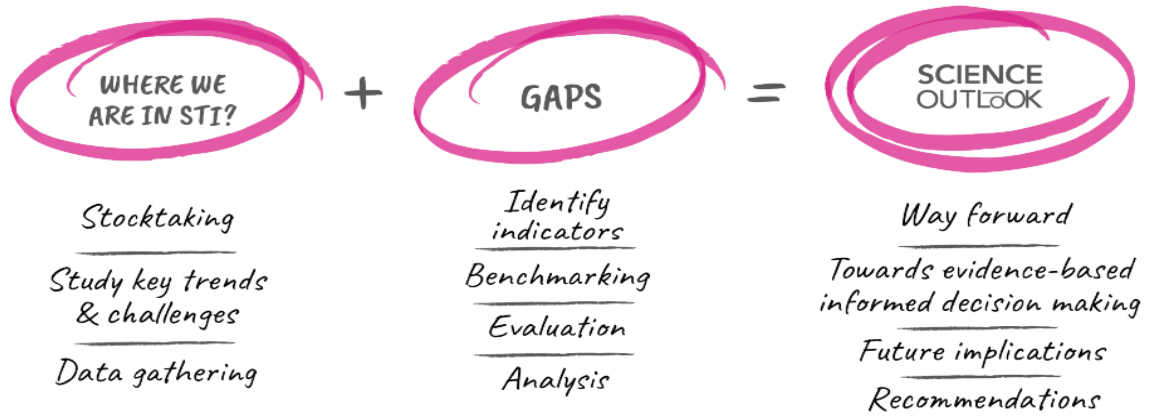 WHERE WE
ARE IN STI?
+
GAPS
=
SCIENCE
OUTLOOK
Stocktaking
Study key trends
& challenges
Data gathering
Identify
indicators
Benchmarking
Evaluation
Analysis
Way forward
Towards evidence-based
informed decision making
Future implications
Recommendations